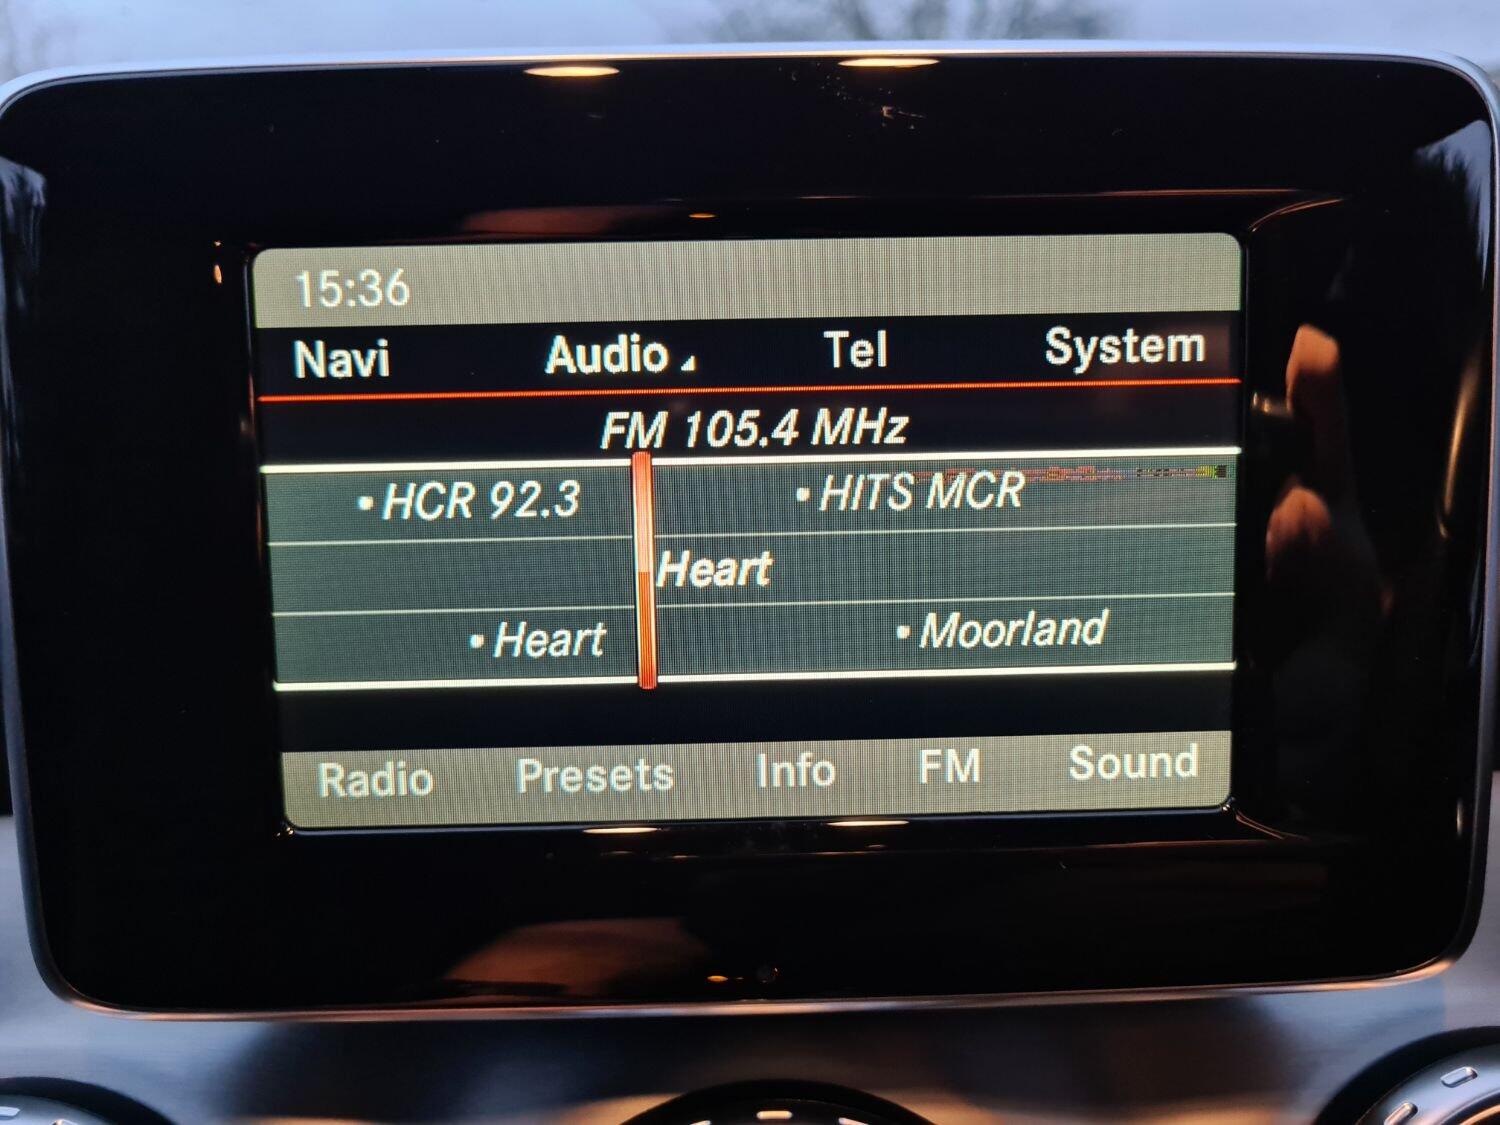 15:36
Navi Audio Tel System
FM 105.4 MHz
• HCR 92.3 • HITS MCR
Heart
• Heart • Moorland
Radio Presets Info FM Sound